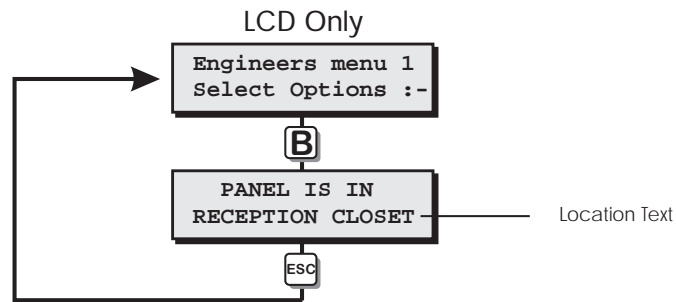 LCD Only
Engineers menu 1
Select Options :-
B
PANEL IS IN
RECEPTION CLOSET
Location Text
ESC